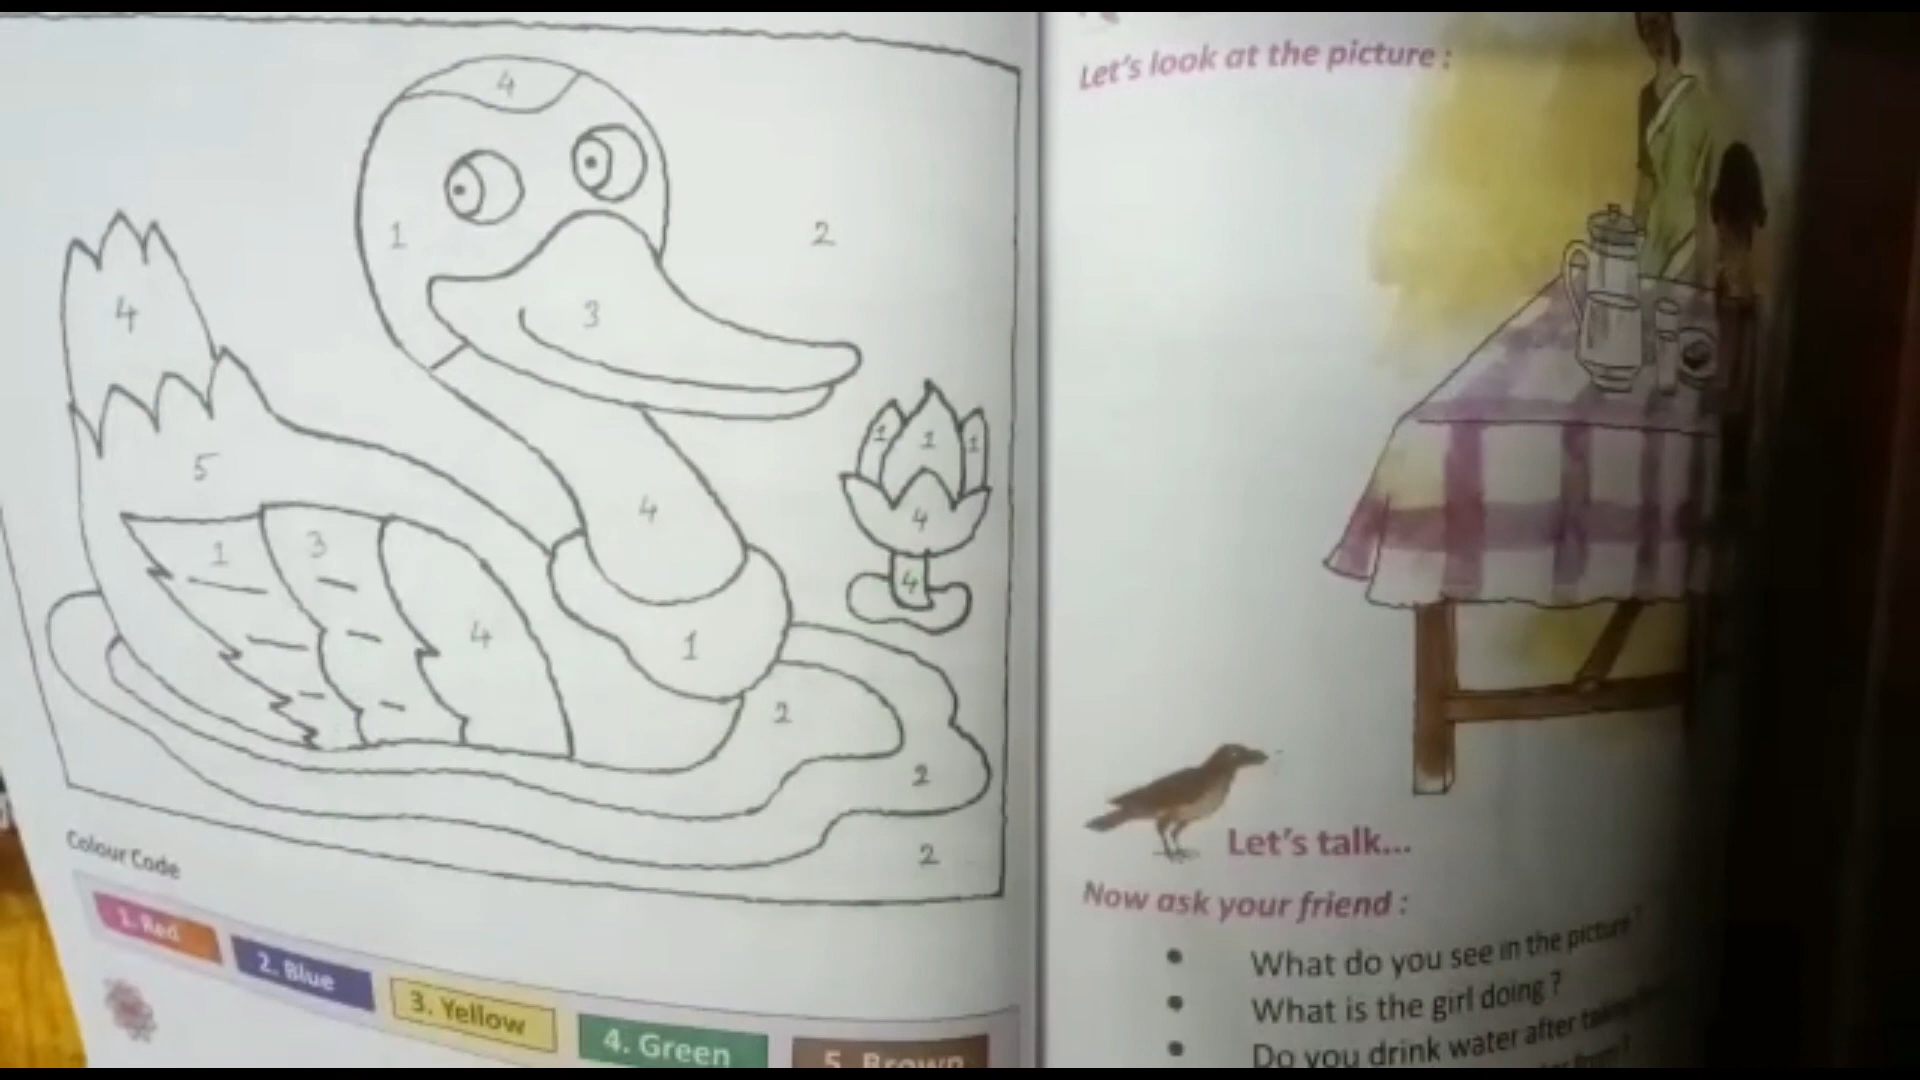 4
1
2
4
3
1 1 1
5
4
4
1
3
4
4
1
2
2
2
Colour Code
1. Red
2. Blue
3. Yellow
4. Green
5. Brown
Let's look at the picture :
Let's talk...
Now ask your friend :
• What do you see in the picture ?
• What is the girl doing ?
• Do you drink water after